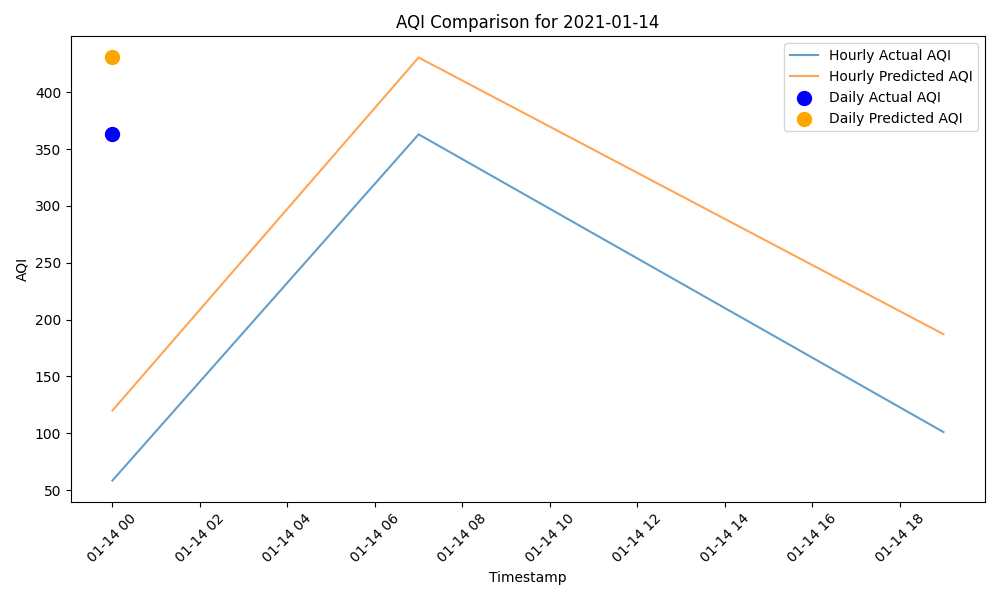 AQI Comparison for 2021-01-14
Hourly Actual AQI
Hourly Predicted AQI
Daily Actual AQI
Daily Predicted AQI
AQI
400
350
300
250
200
150
100
50
01-14 00
01-14 02
01-14 04
01-14 06
01-14 08
01-14 10
01-14 12
01-14 14
01-14 16
01-14 18
Timestamp